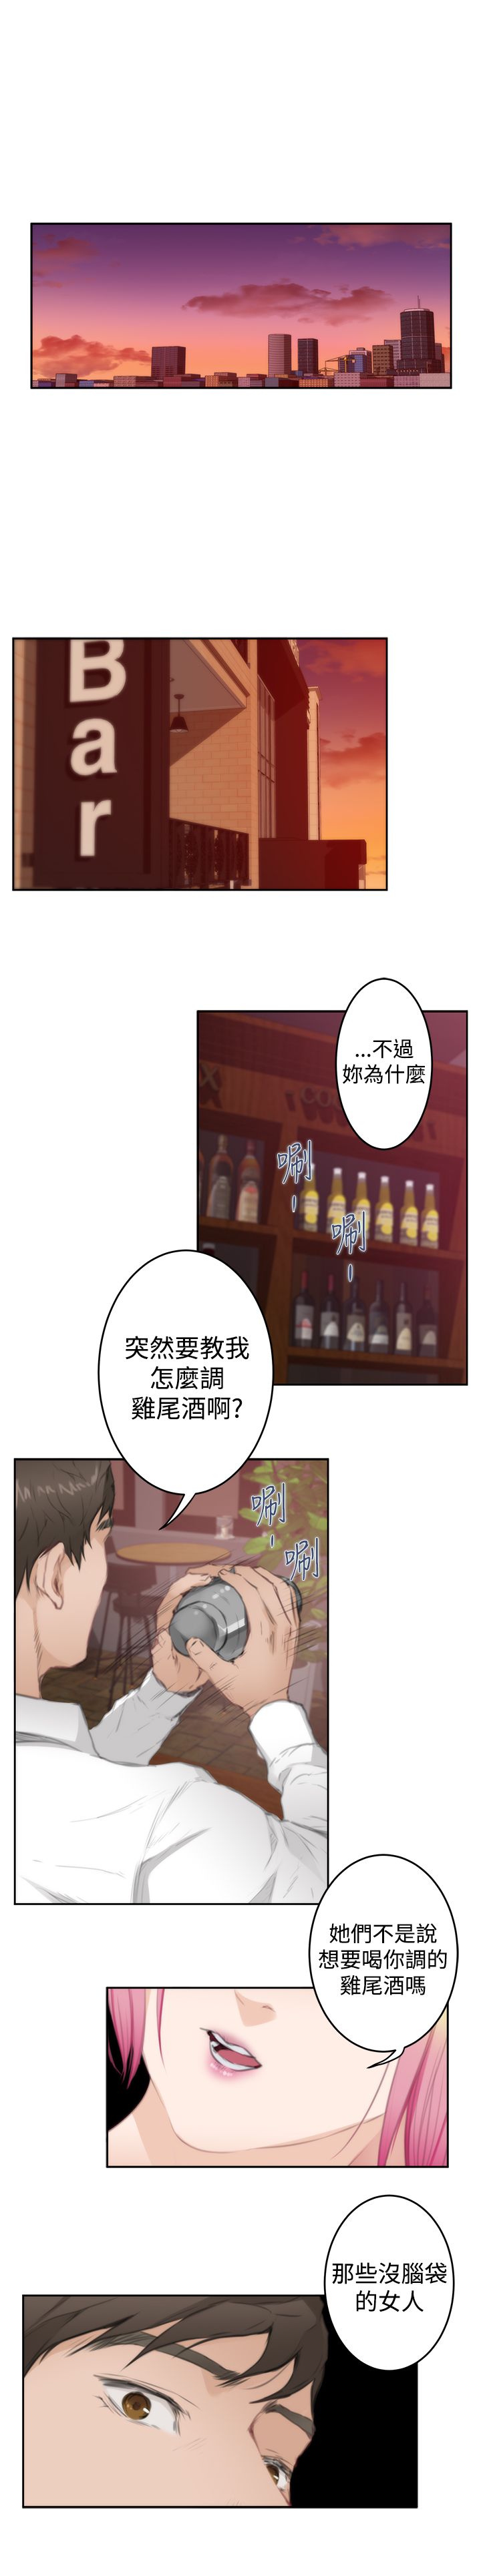 Bar
...不過
妳為什麼
唰
唰
突然要教我
怎麼調
雞尾酒啊?
唰
唰
她們不是說
想要喝你調的
雞尾酒嗎
那些沒腦袋
的女人